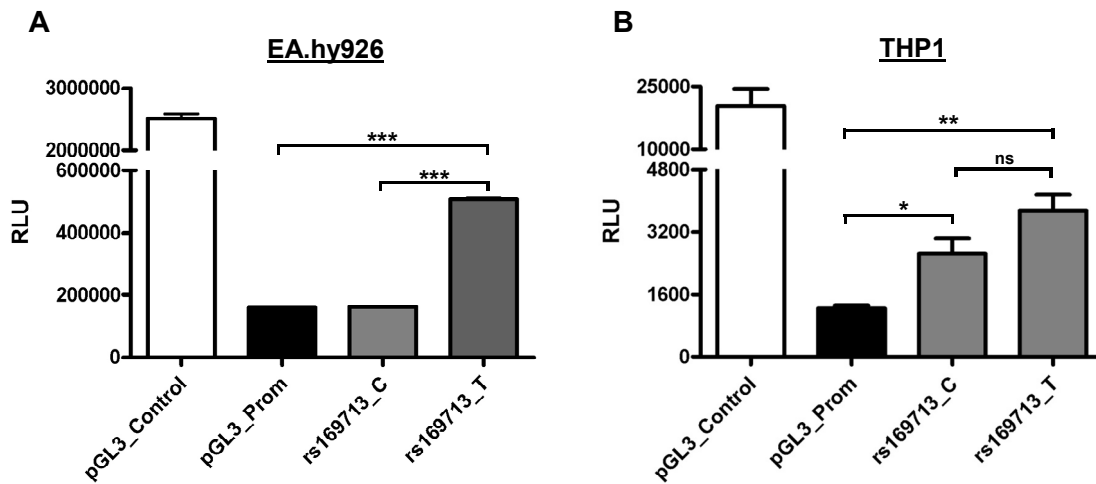 A
EA.hy926
3000000
2000000
600000
400000
200000
0
RLU
***
***
pGL3_Control
pGL3_Prom
rs169713_C
rs169713_T
B
THP1
25000
10000
4800
3200
1600
0
RLU
**
ns
*
pGL3_Control
pGL3_Prom
rs169713_C
rs169713_T